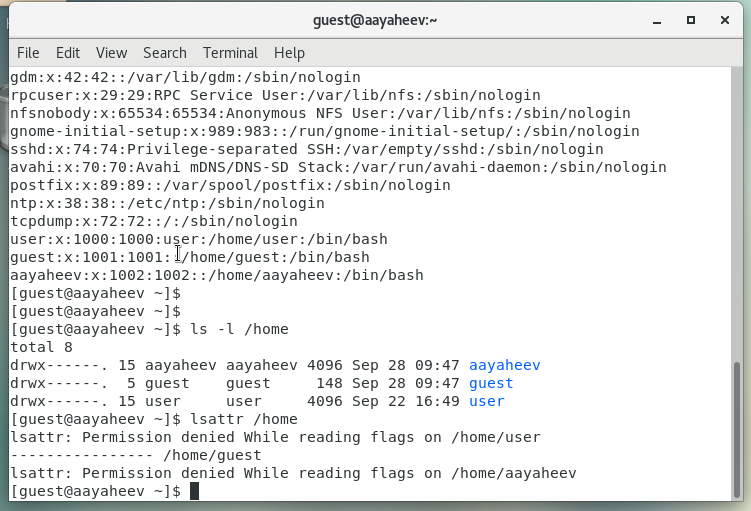 guest@aayaheev:~
File Edit View Search Terminal Help
gdm:x:42:42::/var/lib/gdm:/sbin/nologin
rpcuser:x:29:29:RPC Service User:/var/lib/nfs:/sbin/nologin
nfsnobody:x:65534:65534:Anonymous NFS User:/var/lib/nfs:/sbin/nologin
gnome-initial-setup:x:989:983::/run/gnome-initial-setup/:/sbin/nologin
sshd:x:74:74:Privilege-separated SSH:/var/empty/sshd:/sbin/nologin
avahi:x:70:70:Avahi mDNS/DNS-SD Stack:/var/run/avahi-daemon:/sbin/nologin
postfix:x:89:89::/var/spool/postfix:/sbin/nologin
ntp:x:38:38::/etc/ntp:/sbin/nologin
tcpdump:x:72:72::/:/sbin/nologin
user:x:1000:1000:user:/home/user:/bin/bash
guest:x:1001:1001::/home/guest:/bin/bash
aayaheev:x:1002:1002::/home/aayaheev:/bin/bash
[guest@aayaheev ~]$
[guest@aayaheev ~]$
[guest@aayaheev ~]$ ls -l /home
total 8
drwx------. 15 aayaheev aayaheev 4096 Sep 28 09:47 aayaheev
drwx------.  5 guest    guest     148 Sep 28 09:47 guest
drwx------. 15 user     user     4096 Sep 22 16:49 user
[guest@aayaheev ~]$ lsattr /home
lsattr: Permission denied While reading flags on /home/user
---------------- /home/guest
lsattr: Permission denied While reading flags on /home/aayaheev
[guest@aayaheev ~]$